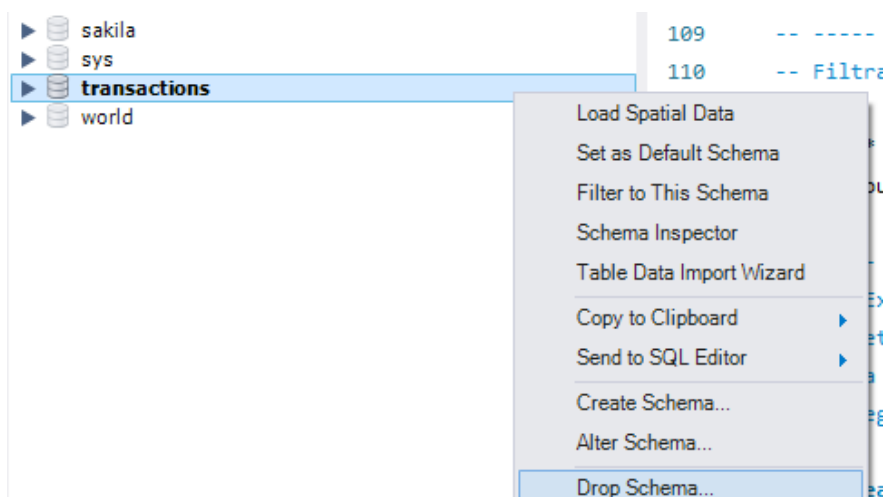 sakila
sys
transactions
world
109 -- -----
110 -- Filtra
Load Spatial Data
Set as Default Schema
Filter to This Schema
Schema Inspector
Table Data Import Wizard
Copy to Clipboard
Send to SQL Editor
Create Schema...
Alter Schema...
Drop Schema...